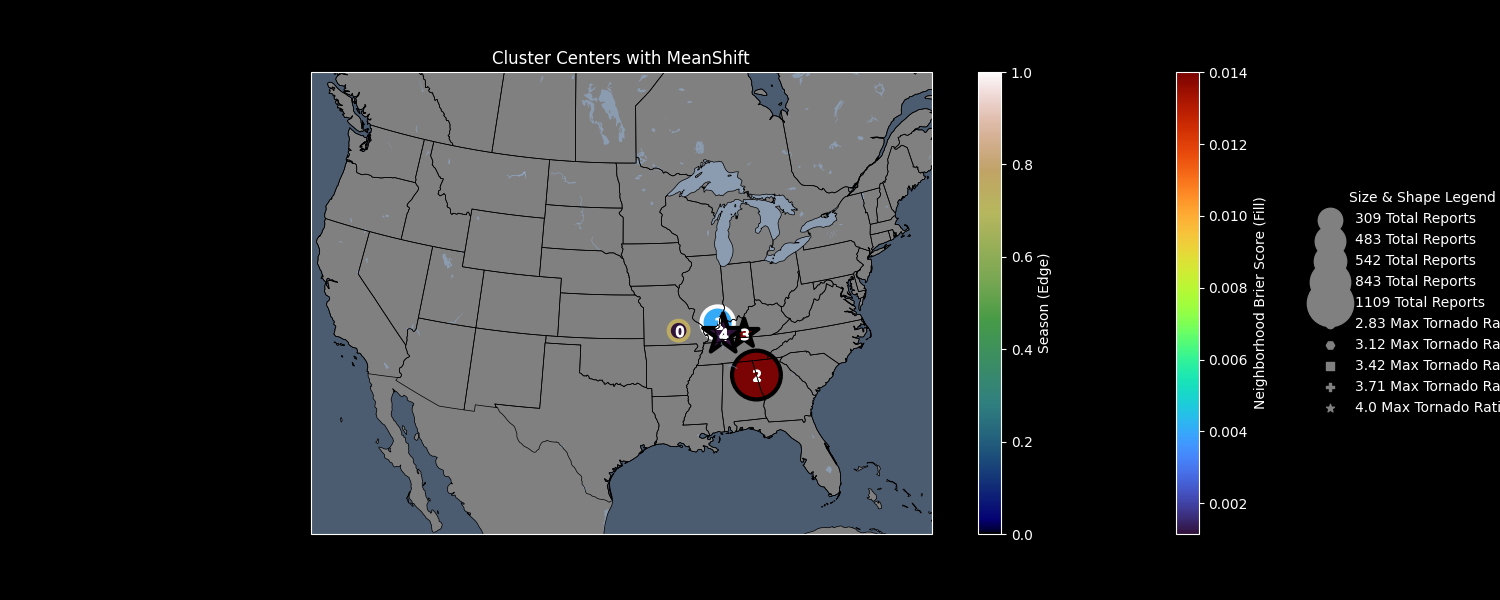 Cluster Centers with MeanShift
0
1
4
3
2
1.0
0.8
0.6
0.4
0.2
0.0
Season (Edge)
0.014
0.012
0.010
0.008
0.006
0.004
0.002
Neighborhood Brier Score (Fill)
Size & Shape Legend
309 Total Reports
483 Total Reports
542 Total Reports
843 Total Reports
1109 Total Reports
2.83 Max Tornado Ra
3.12 Max Tornado Ra
3.42 Max Tornado Ra
3.71 Max Tornado Ra
4.0 Max Tornado Rati